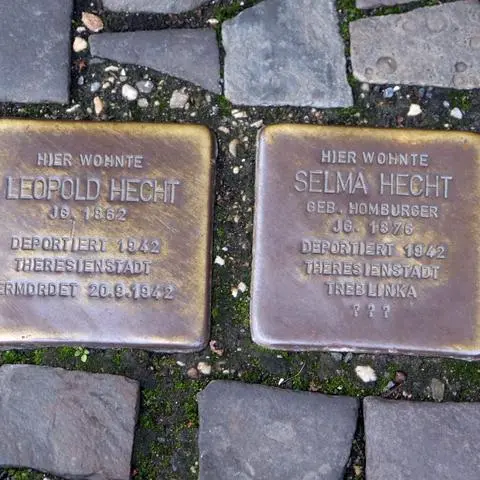 HIER WOHNTE
LEOPOLD HECHT
JG. 1862
DEPORTIERT 1942
THERESIENSTADT
ERMORDET 20.9.1942
HIER WOHNTE
SELMA HECHT
GEB. HOMBURGER
JG. 1876
DEPORTIERT 1942
THERESIENSTADT
TREBLINKA
? ? ?